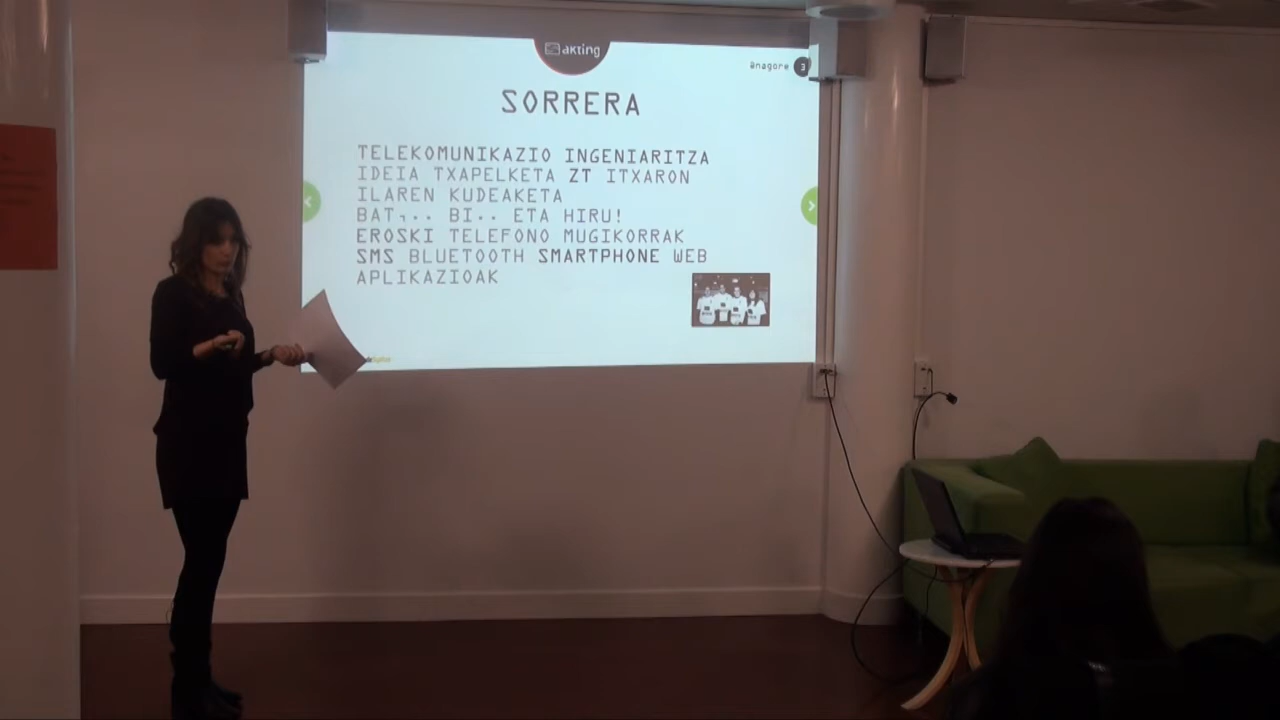 akting
@nagore 3
SORRERA
TELEKOMUNIKAZIO INGENIARITZA
IDEIA TXAPELKETA ZT ITXARON
ILAREN KUDEAKETA
BAT,.. BI.. ETA HIRU!
EROSKI TELEFONO MUGIKORRAK
SMS BLUETOOTH SMARTPHONE WEB
APLIKAZIOAK